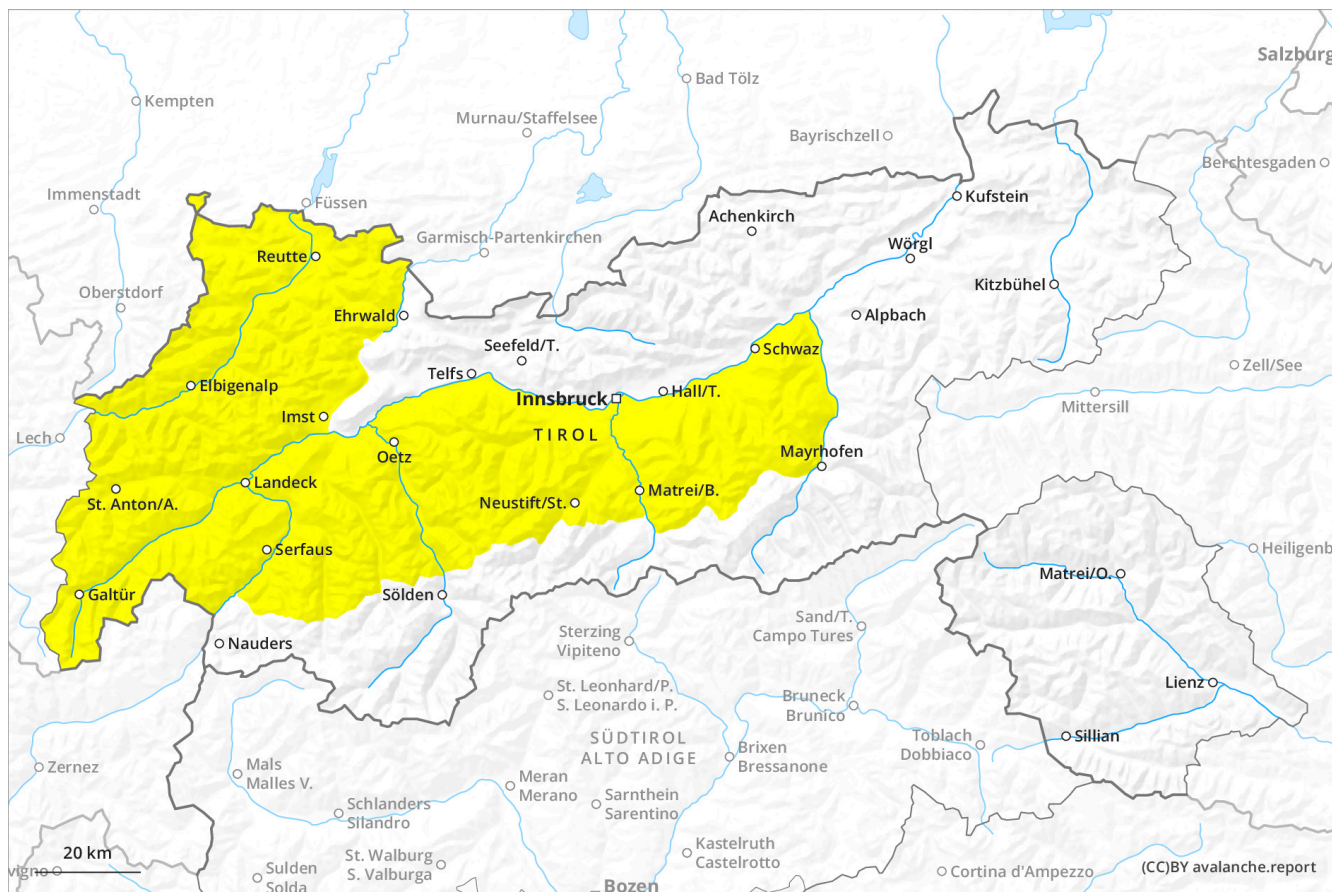 Salzburg
Bad Tölz
Kempten
Murnau/Staffelsee
Bayrischzell
Berchtesgaden
Immenstadt
Füssen
Kufstein
Achenkirch
Garmisch-Partenkirchen
Wörgl
Reutte
Kitzbühel
Oberstdorf
Ehrwald
Alpbach
Seefeld/T.
Schwaz
Zell/See
Telfs
Elbigenalp
Hall/T.
Innsbruck
Mittersill
Imst
TIROL
Lech
Mayrhofen
Oetz
Landeck
St. Anton/A.
Neustift/St.
Matrei/B.
Serfaus
Heiligenb
Matrei/O.
Galtür
Sölden
Sand/T.
Campo Tures
Nauders
Sterzing
Vipiteno
Lienz
St. Leonhard/P.
S. Leonardo i. P.
Bruneck
Brunico
Sillian
SÜDTIROL
ALTO ADIGE
Toblach
Dobbiaco
Brixen
Bressanone
Zernez
Mals
Malles V.
Meran
Merano
Sarnthein
Sarentino
Schlanders
Silandro
Kastelruth
Castelrotto
20 km
St. Walburg
S. Valburga
vigno
Sulden
Solda
Cortina d'Ampezzo
(CC)BY avalanche.report
Bozen